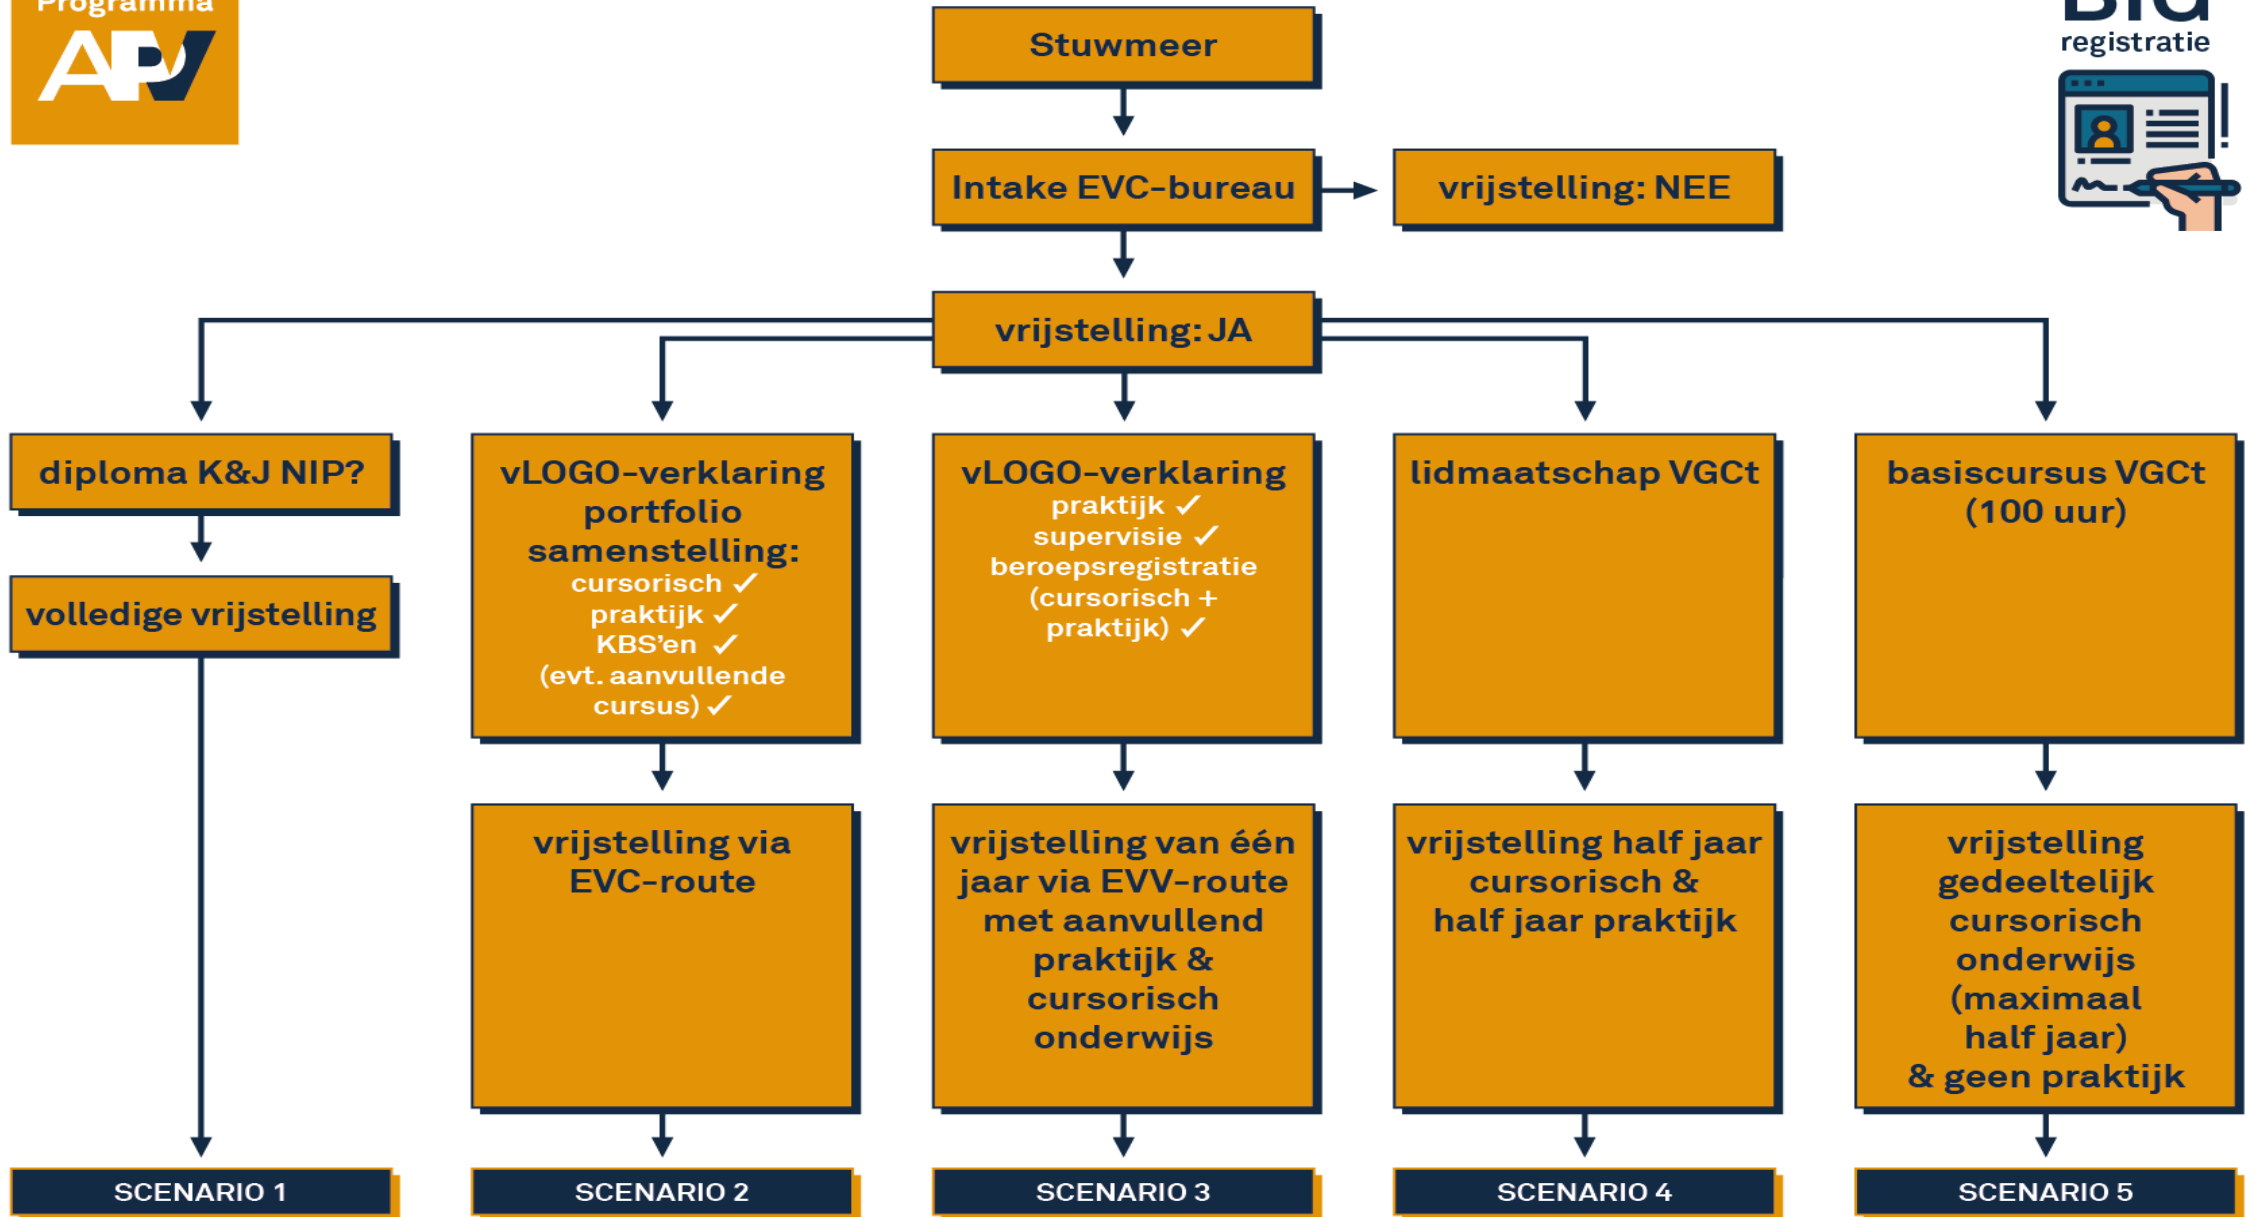 Programma
APV
Stuwmeer
BIG
registratie
Intake EVC-bureau
vrijstelling: NEE
vrijstelling: JA
diploma K&J NIP?
volledige vrijstelling
SCENARIO 1
vLOGO-verklaring
portfolio
samenstelling:
cursorisch ✓
praktijk ✓
KBS'en ✓
(evt. aanvullende
cursus) ✓
vrijstelling via
EVC-route
SCENARIO 2
vLOGO-verklaring
praktijk ✓
supervisie ✓
beroepsregistratie
(cursorisch +
praktijk) ✓
vrijstelling van één
jaar via EVV-route
met aanvullend
praktijk &
cursorisch
onderwijs
SCENARIO 3
lidmaatschap VGCt
vrijstelling half jaar
cursorisch &
half jaar praktijk
SCENARIO 4
basiscursus VGCt
(100 uur)
vrijstelling
gedeeltelijk
cursorisch
onderwijs
(maximaal
half jaar)
& geen praktijk
SCENARIO 5